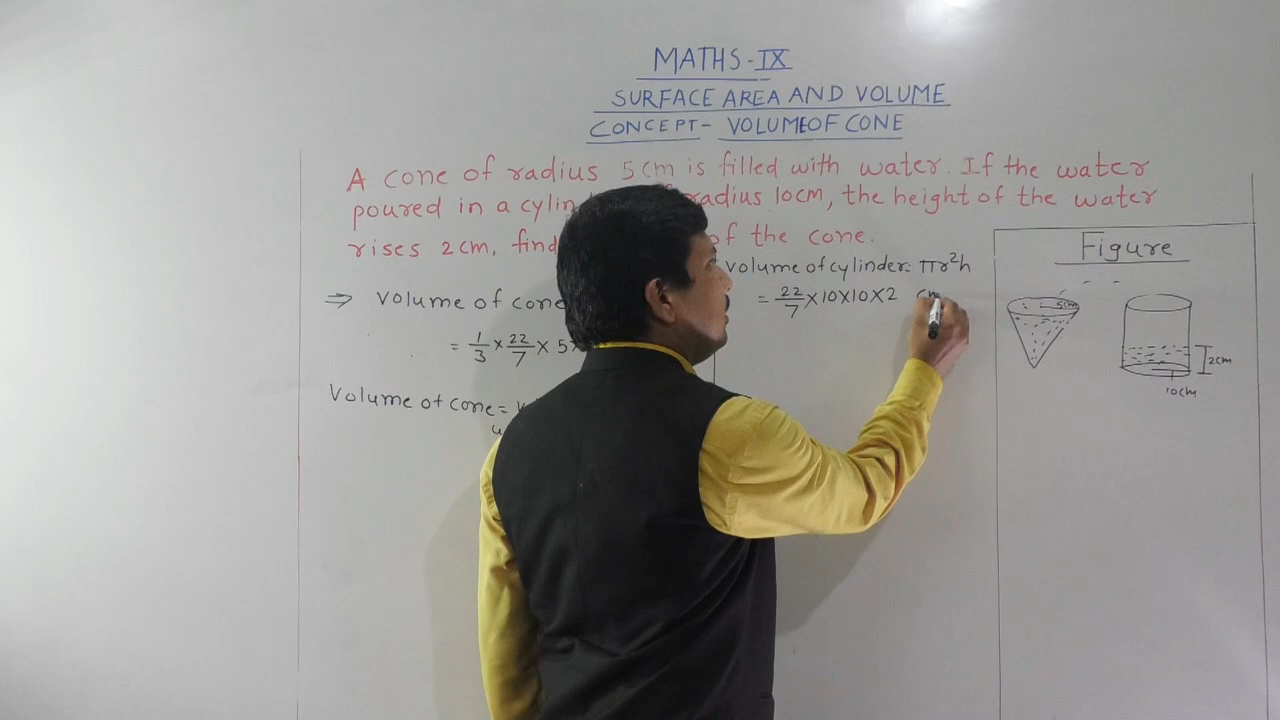 MATHS - IX
SURFACE AREA AND VOLUME
CONCEPT - VOLUME OF CONE
A cone of radius 5cm is filled with water. If the water
poured in a cylin radius 10cm, the height of the water
rises 2cm, find of the cone.
Volume of cylinder = πr²h
= 22/7 × 10 × 10 × 2 cm
⇒ Volume of cone
= 1/3 × 22/7 × 5 ×
Volume of cone =
Figure
5cm
2cm
10cm